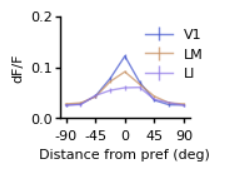 0.2
V1
LM
LI
0.1
dF/F
0.0
-90 -45 0 45 90
Distance from pref (deg)